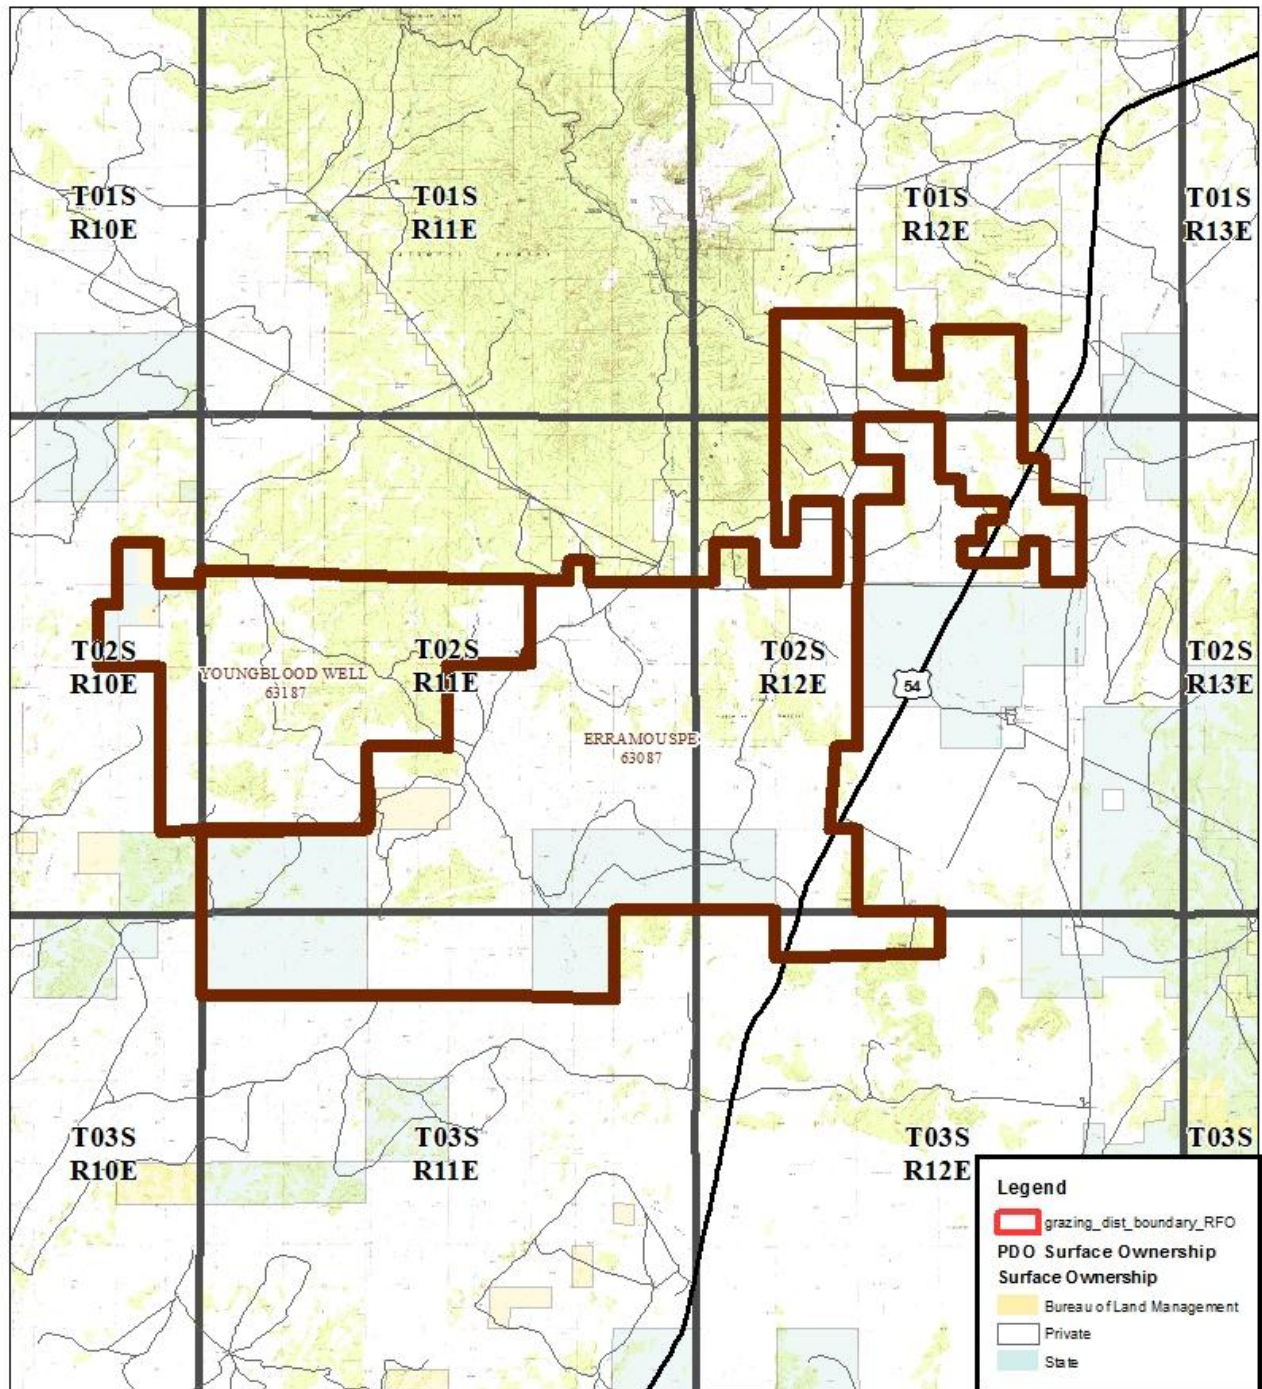 T01S
R10E
T01S
R11E
T01S
R12E
T01S
R13E
T02S
R10E
YOUNGBLOOD WELL
63187
T02S
R11E
T02S
R12E
T02S
R13E
54
ERRAMOUSPE
63087
T03S
R10E
T03S
R11E
T03S
R12E
T03S
Legend
grazing_dist_boundary_RFO
PDO Surface Ownership
Surface Ownership
Bureau of Land Management
Private
State